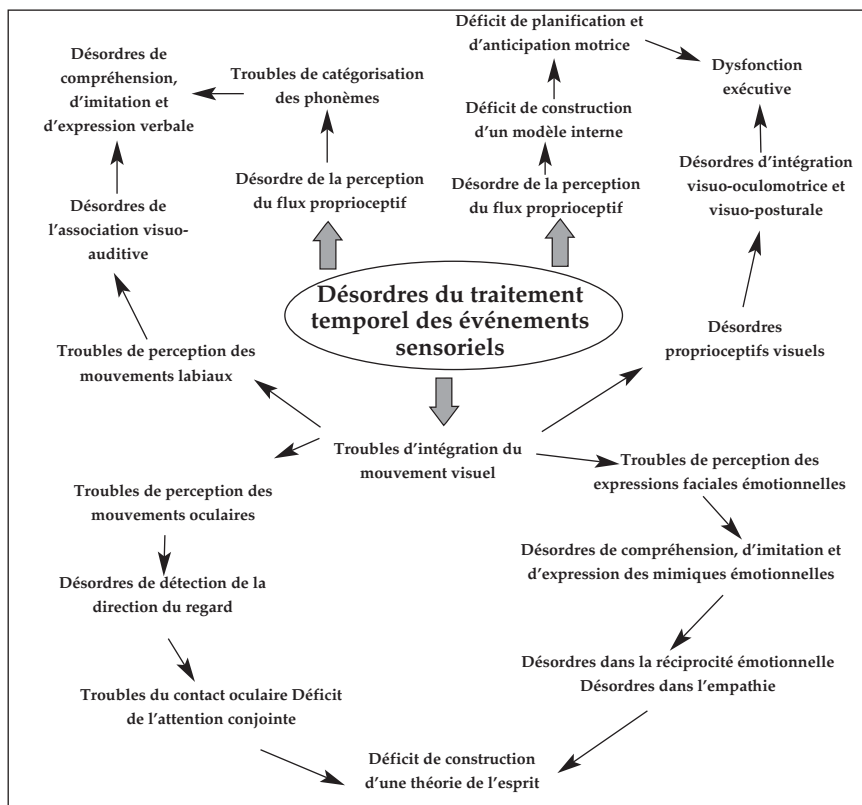 Déficit de planification et
d'anticipation motrice
Désordres de
compréhension,
d'imitation et
d'expression verbale
Troubles de catégorisation
des phonèmes
Dysfonction
exécutive
Déficit de construction
d'un modèle interne
Désordre de la perception
du flux proprioceptif
Désordre de la perception
du flux proprioceptif
Désordres d'intégration
visuo-oculomotrice et
visuo-posturale
Désordres de
l'association visuo-
auditive
Désordres du traitement
temporel des événements
sensoriels
Désordres
proprioceptifs visuels
Troubles de perception des
mouvements labiaux
Troubles d'intégration du
mouvement visuel
Troubles de perception des
expressions faciales émotionnelles
Troubles de perception des
mouvements oculaires
Désordres de compréhension, d'imitation et
d'expression des mimiques émotionnelles
Désordres de détection de la
direction du regard
Désordres dans la réciprocité émotionnelle
Désordres dans l'empathie
Troubles du contact oculaire Déficit
de l'attention conjointe
Déficit de construction
d'une théorie de l'esprit